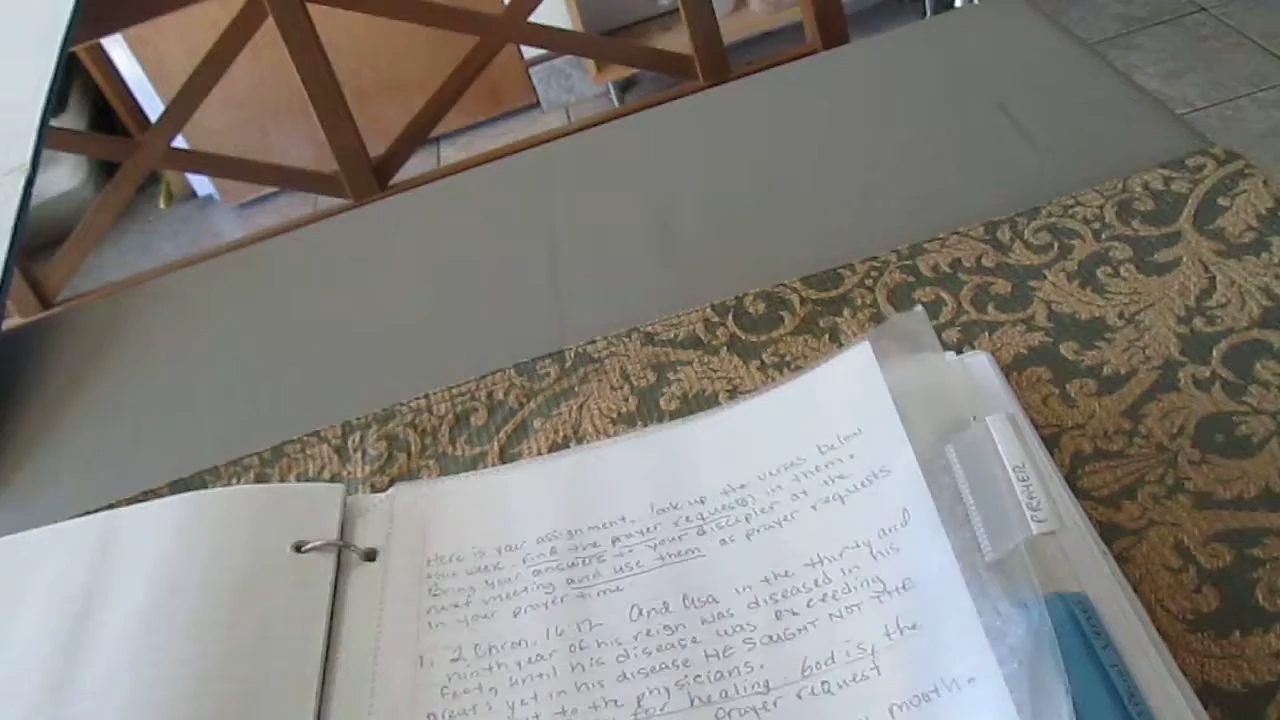 Here is your assignment. look up the verses below
this week. Find the prayer request(s) in them.
Bring your answers to your discipler at the
next meeting and use them as prayer requests
in your prayer time
1. 2 Chron. 16:12 And Asa in the thirty and
ninth year of his reign was diseased in his
feet, until his disease was exceeding
great: yet in his disease HE SOUGHT NOT THE
to the physicians.
for healing. God is, the
prayer request
mouth.
PRAYER